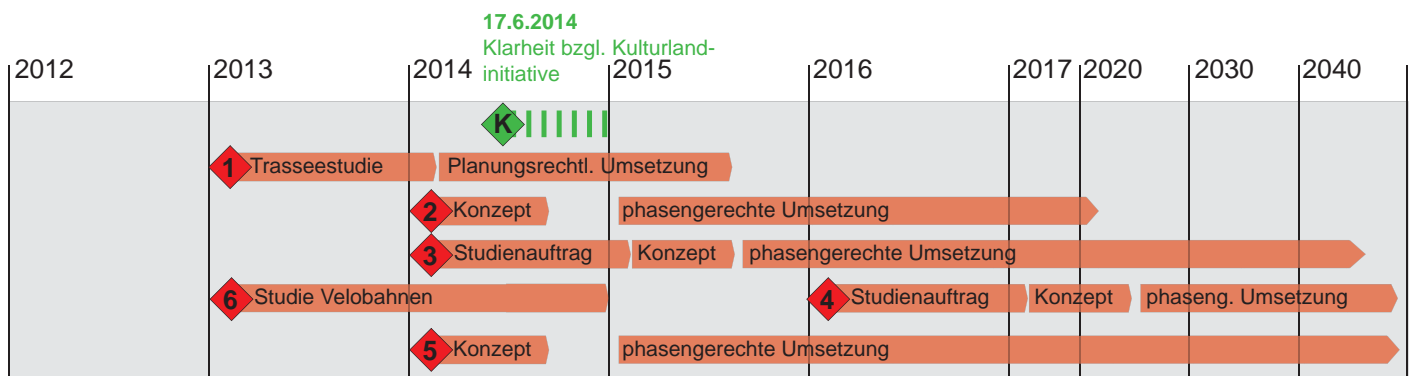 17.6.2014
Klarheit bzgl. Kulturland-
initiative
2012 2013 2014 2015 2016 2017 2020 2030 2040
K
1 Trasseestudie Planungsrechtl. Umsetzung
2 Konzept phasengerechte Umsetzung
3 Studienauftrag Konzept phasengerechte Umsetzung
6 Studie Velobahnen 4 Studienauftrag Konzept phaseng. Umsetzung
5 Konzept phasengerechte Umsetzung